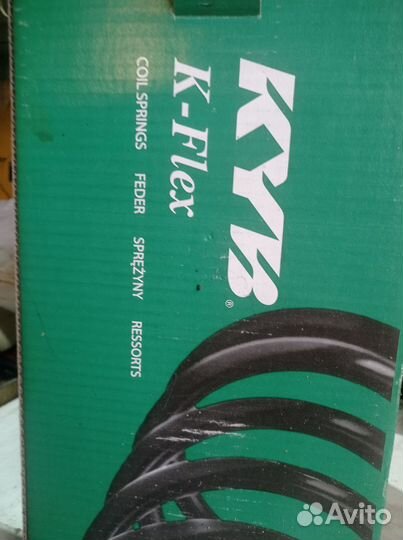 KYB®
K-Flex
COIL SPRINGS FEDER SPRĘŻYNY RESSORTS
Avito